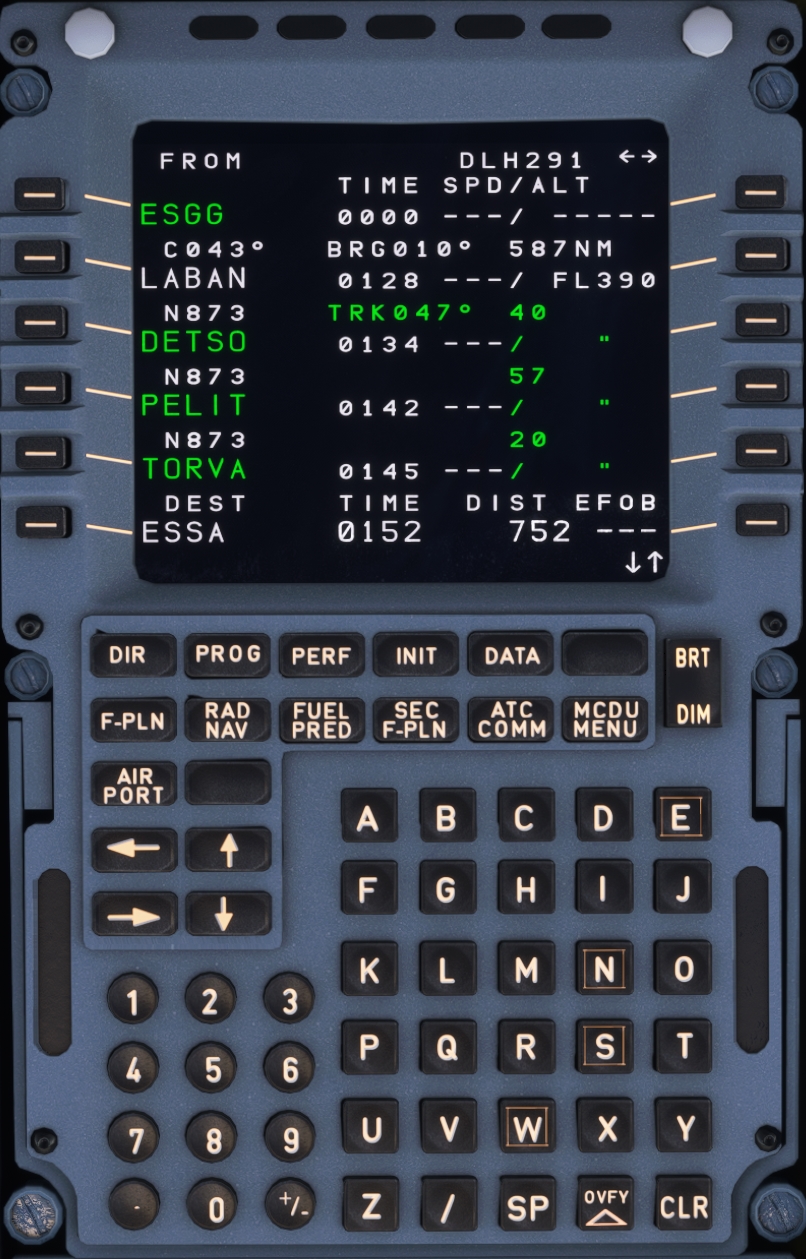 FROM DLH291 ←→
TIME SPD/ALT
ESGG 0000 ---/ -----
C043° BRG010° 587NM
LABAN 0128 ---/ FL390
N873 TRK047° 40
DETSO 0134 ---/ "
N873 57
PELIT 0142 ---/ "
N873 20
TORVA 0145 ---/ "
DEST TIME DIST EFOB
ESSA 0152 752 ---
↓↑
DIR PROG PERF INIT DATA BRT
F-PLN RAD NAV FUEL PRED SEC F-PLN ATC COMM MCDU MENU DIM
AIR PORT
← ↑
→ ↓
A B C D E
F G H I J
K L M N O
1 2 3
P Q R S T
4 5 6
U V W X Y
7 8 9
Z / SP OVFY CLR
. 0 +/-